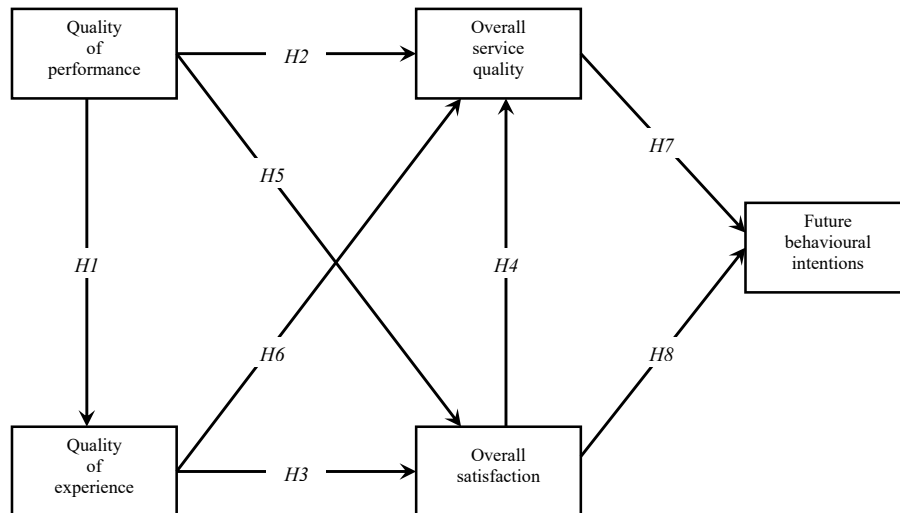 Quality
of
performance
H2
Overall
service
quality
H7
H5
Future
behavioural
intentions
H1
H4
H6
H8
Quality
of
experience
H3
Overall
satisfaction